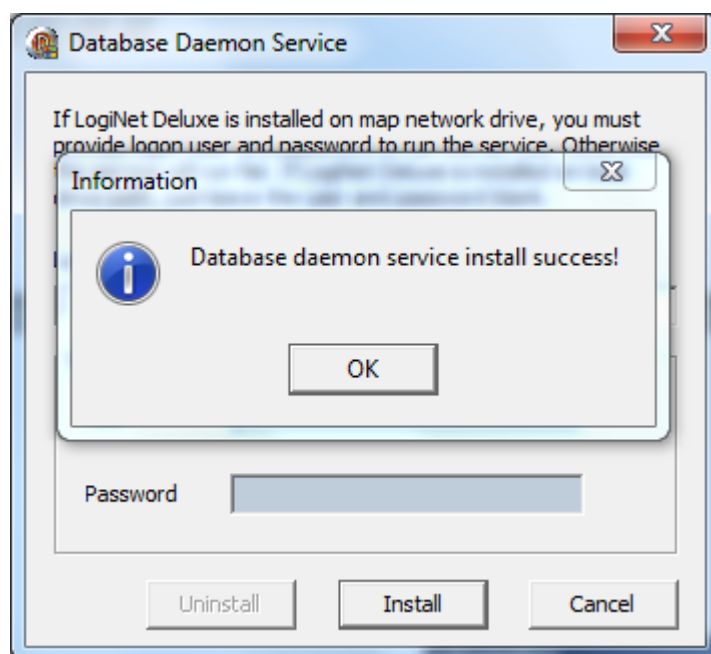 Database Daemon Service
If LogiNet Deluxe is installed on map network drive, you must
provide logon user and password to run the service. Otherwise
Information
Database daemon service install success!
OK
Password
Uninstall
Install
Cancel